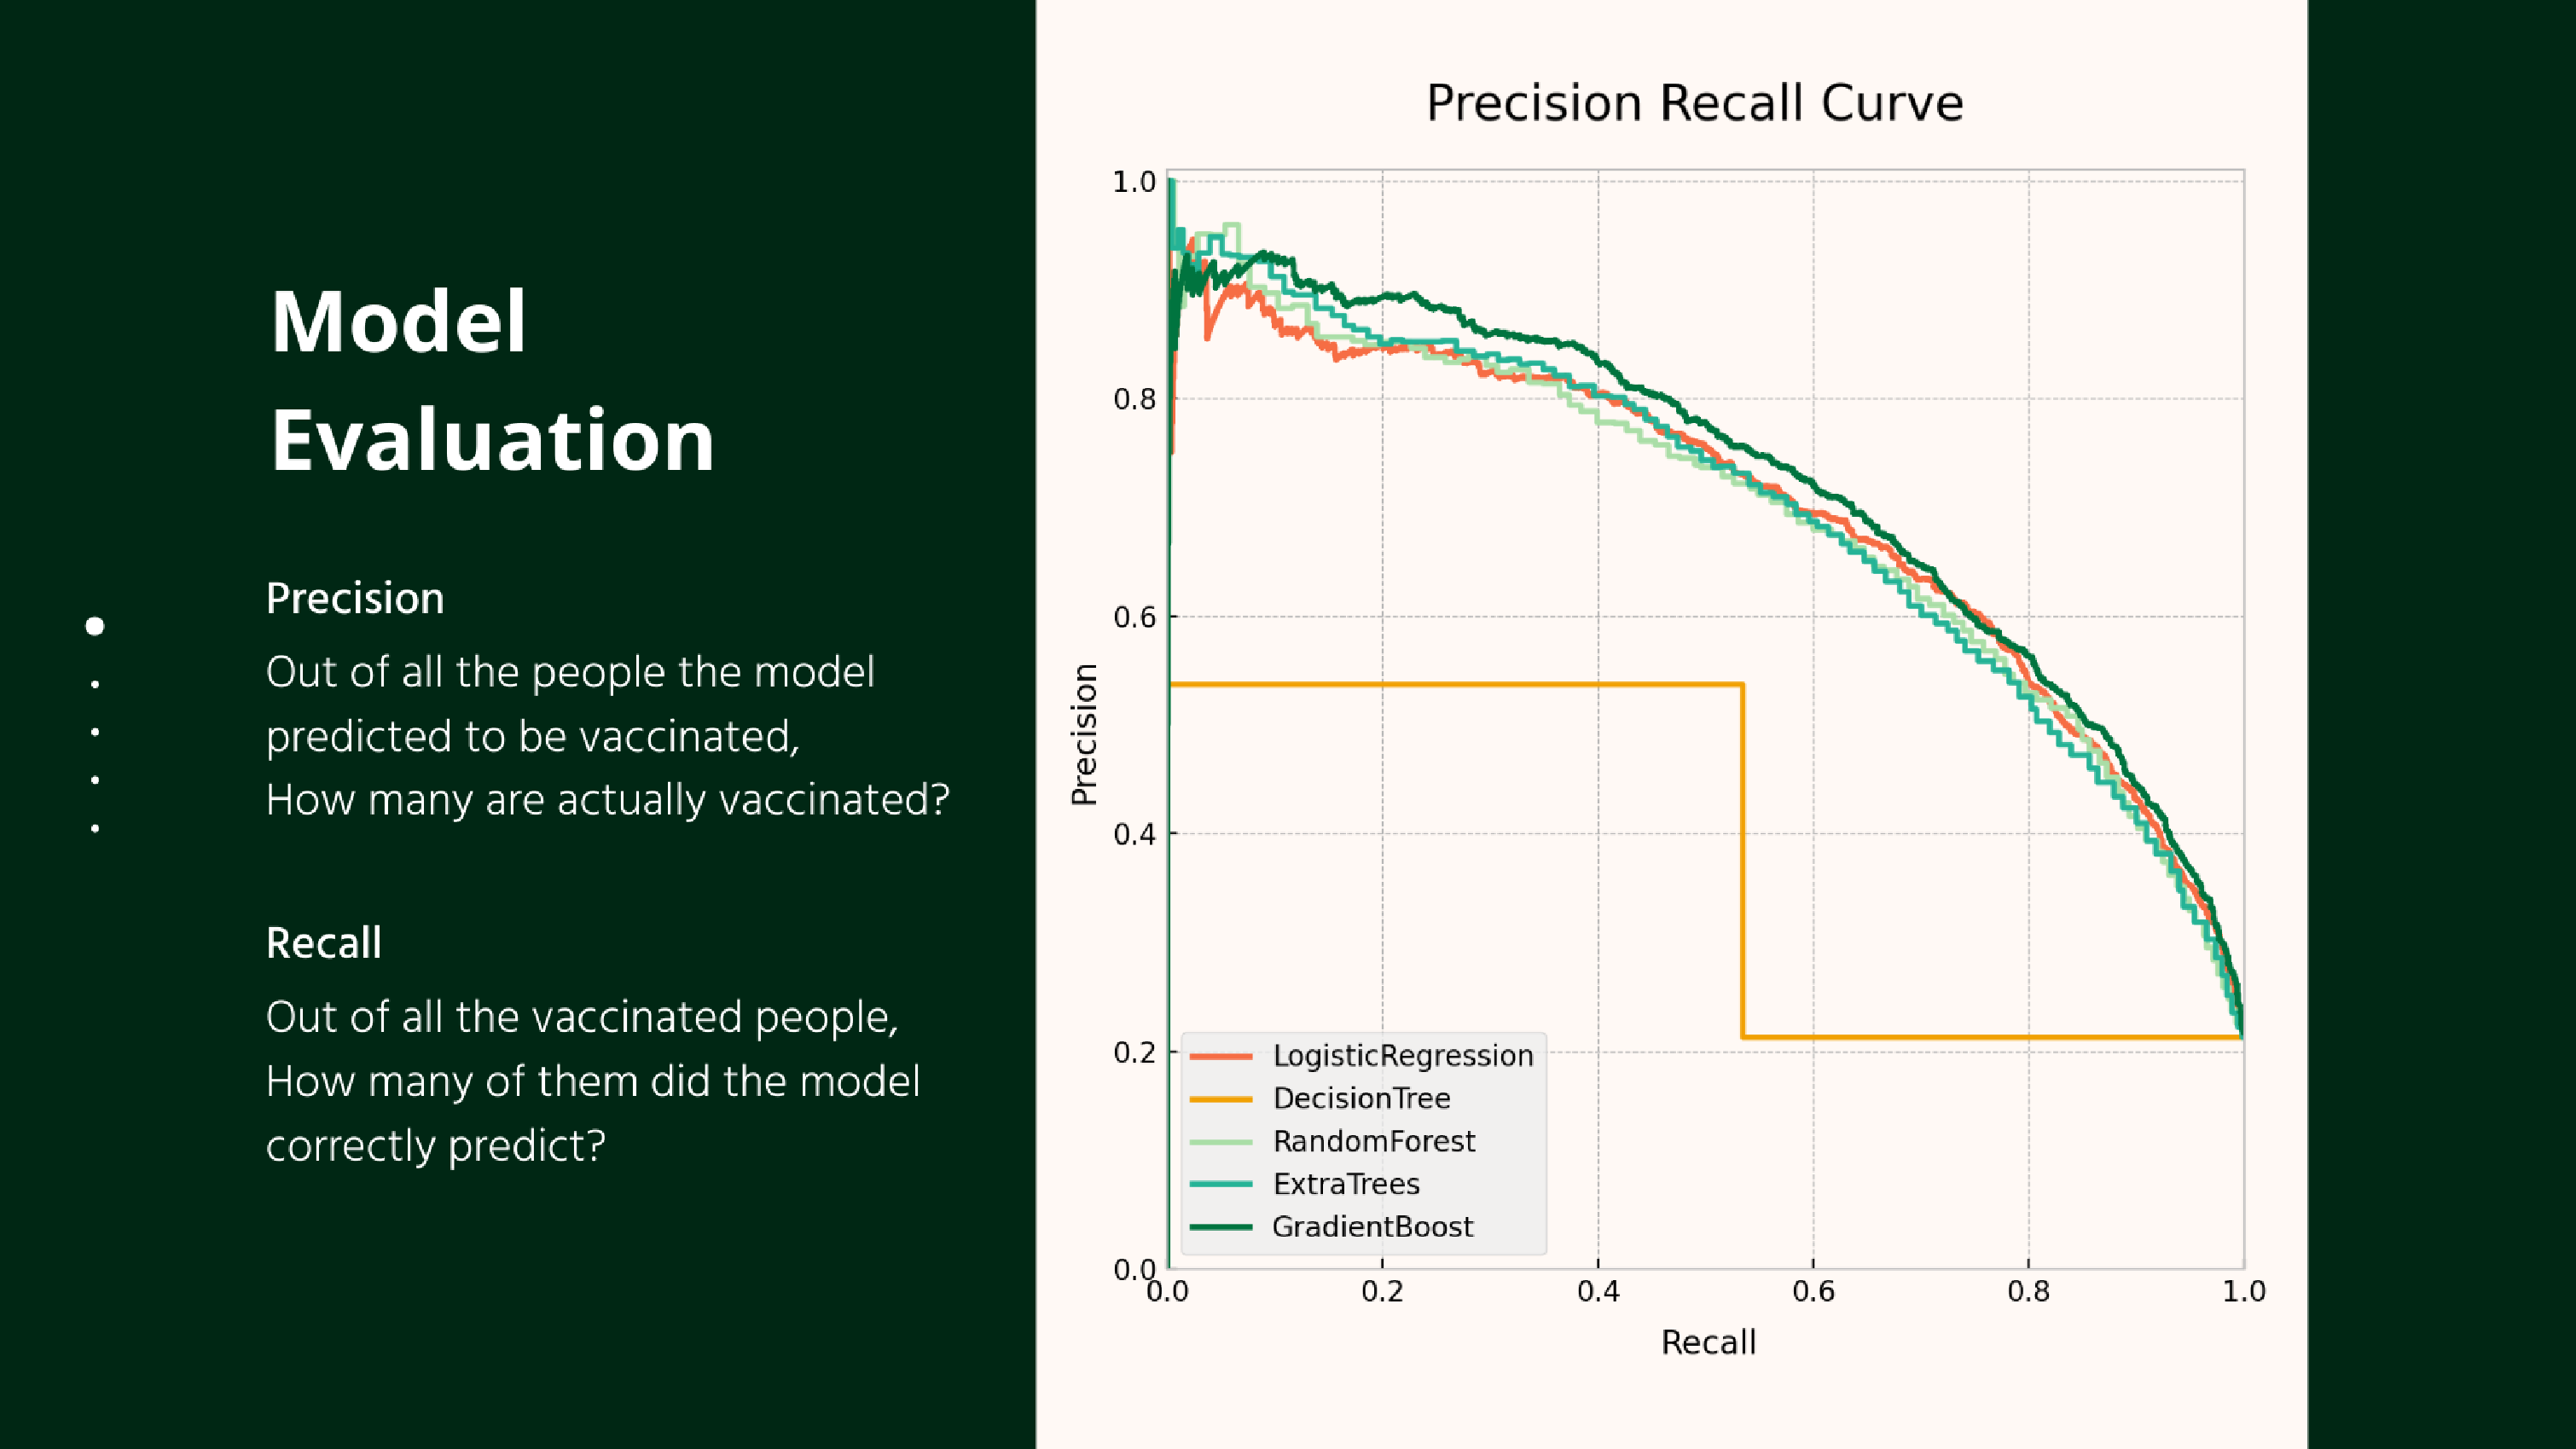 Model
Evaluation
Precision
Out of all the people the model
predicted to be vaccinated,
How many are actually vaccinated?
Recall
Out of all the vaccinated people,
How many of them did the model
correctly predict?
Precision Recall Curve
1.0
0.8
0.6
0.4
0.2
0.0
Precision
LogisticRegression
DecisionTree
RandomForest
ExtraTrees
GradientBoost
0.0 0.2 0.4 0.6 0.8 1.0
Recall